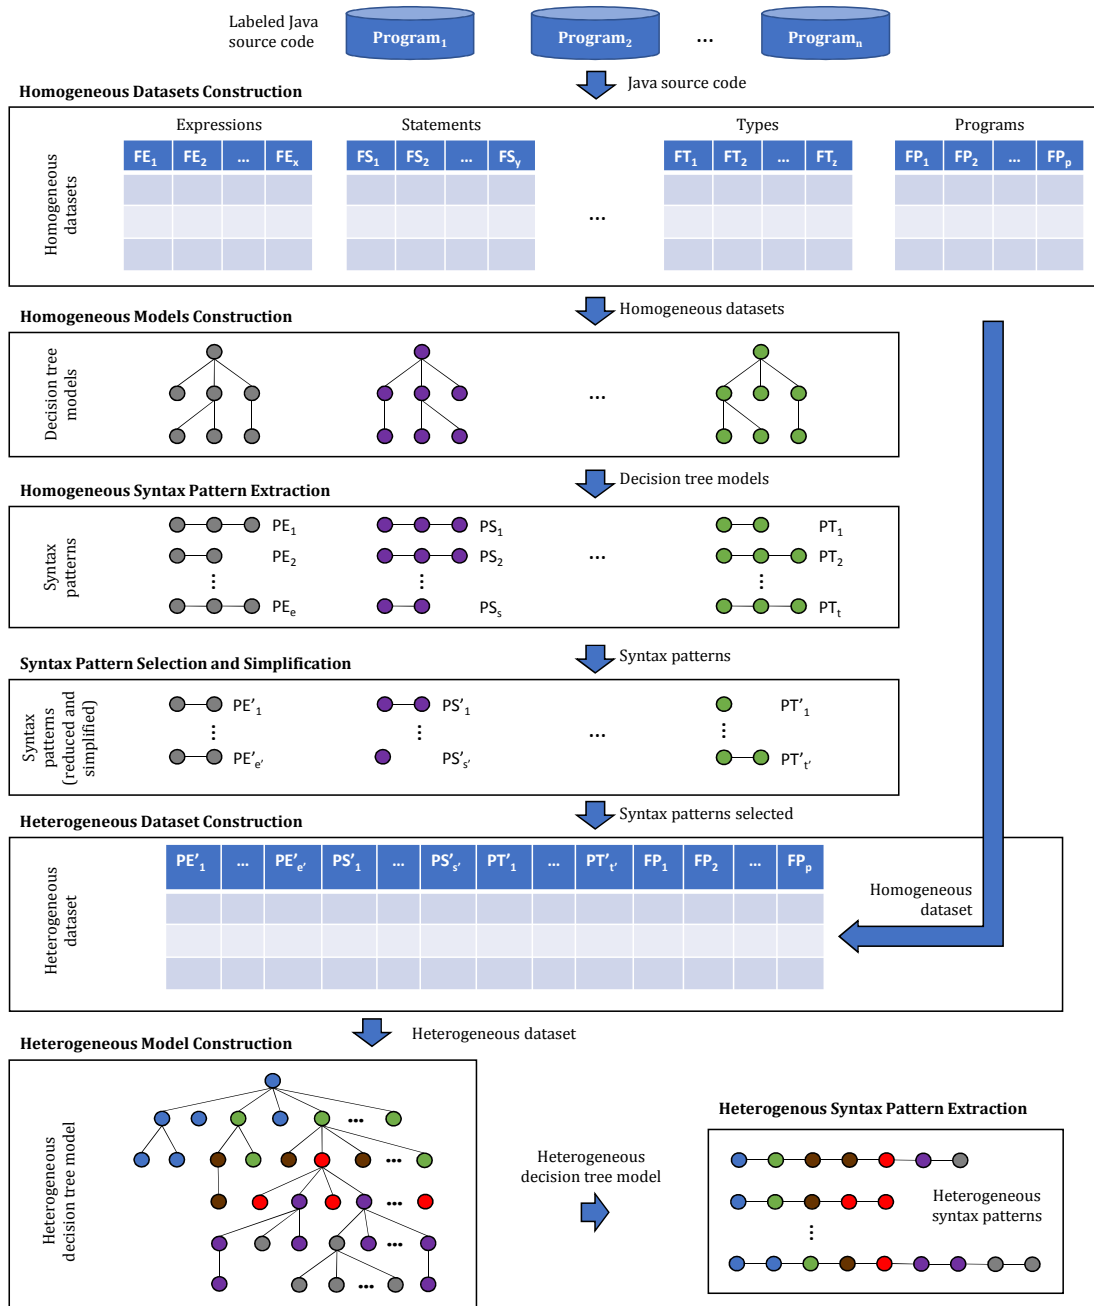 Labeled Java
source code
Program1
Program2
...
Programn
Java source code
Homogeneous Datasets Construction
Homogeneous
datasets
Expressions
Statements
Types
Programs
FE1 FE2 ... FEx
FS1 FS2 ... FSy
...
FT1 FT2 ... FTz
FP1 FP2 ... FPp
Homogeneous datasets
Homogeneous Models Construction
Decision tree
models
...
Decision tree models
Homogeneous Syntax Pattern Extraction
Syntax
patterns
PE1
PE2
...
PEe
PS1
PS2
...
PSs
...
PT1
PT2
...
PTt
Syntax patterns
Syntax Pattern Selection and Simplification
Syntax
patterns
(reduced and
simplified)
PE'1
...
PE'e'
PS'1
...
PS's'
...
PT'1
...
PT't'
Syntax patterns selected
Heterogeneous Dataset Construction
Heterogeneous
dataset
PE'1 ... PE'e' PS'1 ... PS's' PT'1 ... PT't' FP1 FP2 ... FPp
Homogeneous
dataset
Heterogeneous dataset
Heterogeneous Model Construction
Heterogeneous
decision tree model
...
...
...
...
...
Heterogeneous
decision tree model
Heterogenous Syntax Pattern Extraction
Heterogeneous
syntax patterns
...